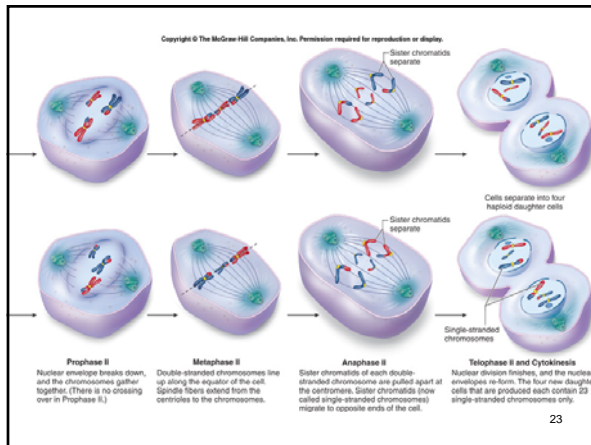 Copyright © The McGraw-Hill Companies, Inc. Permission required for reproduction or display.
Sister chromatids
separate
Cells separate into four
haploid daughter cells
Sister chromatids
separate
Single-stranded
chromosomes
Prophase II
Nuclear envelope breaks down,
and the chromosomes gather
together. (There is no crossing
over in Prophase II.)
Metaphase II
Double-stranded chromosomes line
up along the equator of the cell.
Spindle fibers extend from the
centrioles to the chromosomes.
Anaphase II
Sister chromatids of each double-
stranded chromosome are pulled apart at
the centromere. Sister chromatids (now
called single-stranded chromosomes)
migrate to opposite ends of the cell.
Telophase II and Cytokinesis
Nuclear division finishes, and the nuclear
envelopes re-form. The four new daughter
cells that are produced each contain 23
single-stranded chromosomes only.
23